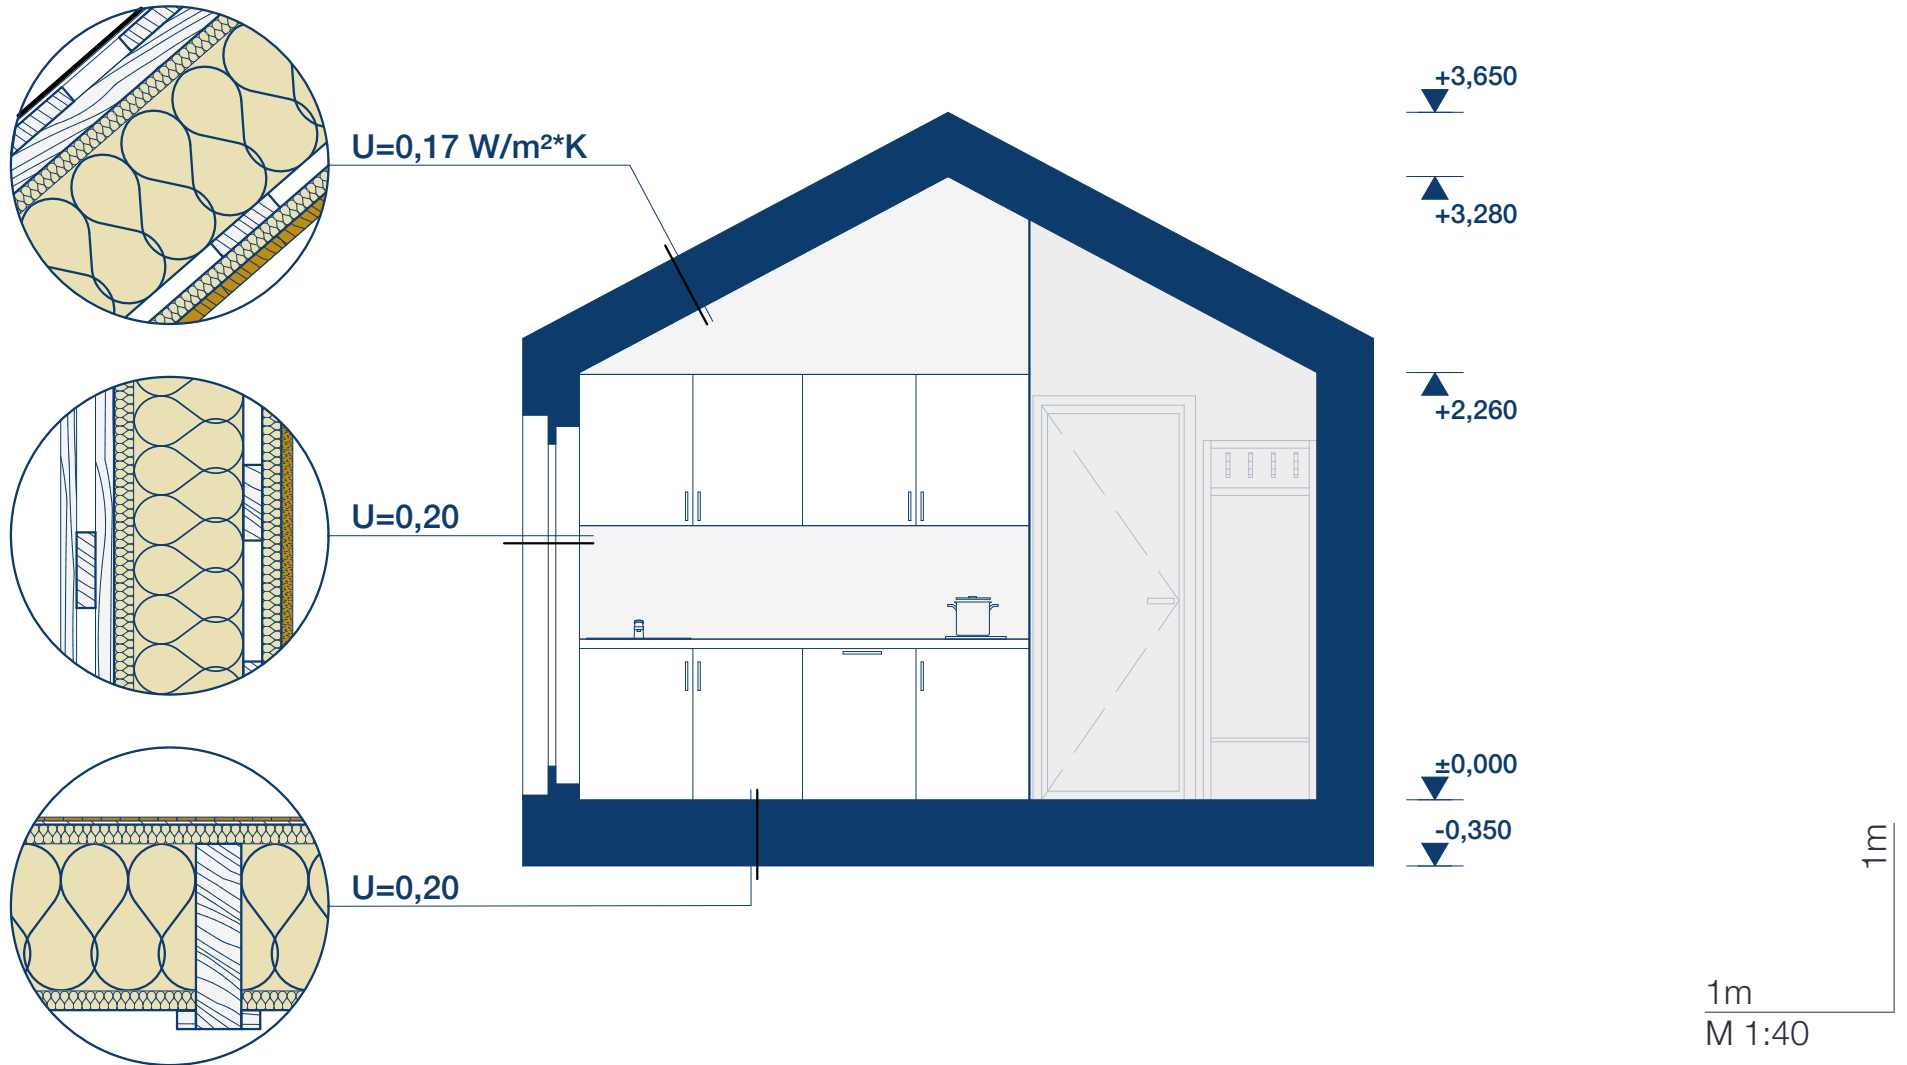 U=0,17 W/m²*K
U=0,20
U=0,20
+3,650
+3,280
+2,260
±0,000
-0,350
1m
1m
M 1:40